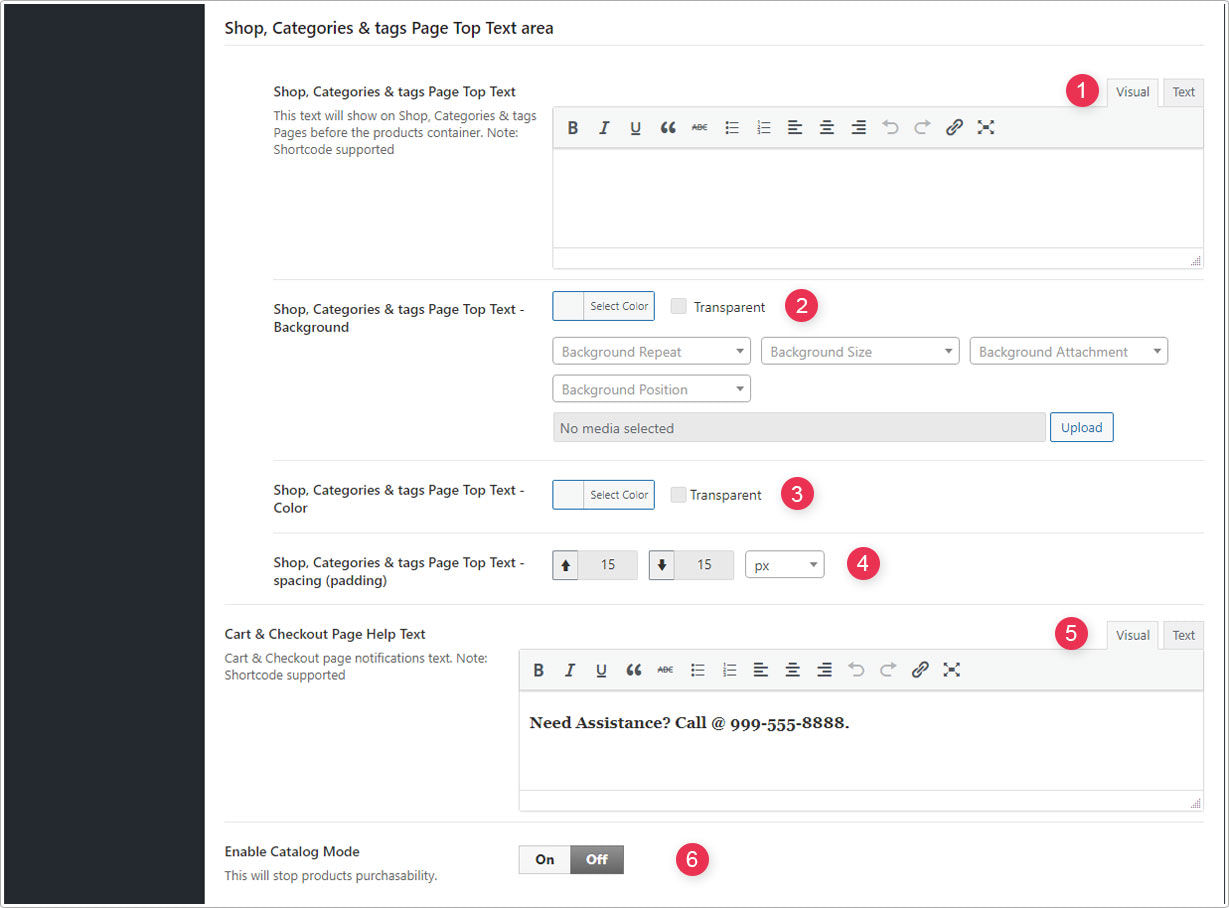 Shop, Categories & tags Page Top Text area
Shop, Categories & tags Page Top Text
This text will show on Shop, Categories & tags
Pages before the products container. Note:
Shortcode supported
1
Visual
Text
B I U ABC
Shop, Categories & tags Page Top Text -
Background
Select Color
Transparent
2
Background Repeat
Background Size
Background Attachment
Background Position
No media selected
Upload
Shop, Categories & tags Page Top Text -
Color
Select Color
Transparent
3
Shop, Categories & tags Page Top Text -
spacing (padding)
15
15
px
4
Cart & Checkout Page Help Text
Cart & Checkout page notifications text. Note:
Shortcode supported
5
Visual
Text
B I U ABC
Need Assistance? Call @ 999-555-8888.
Enable Catalog Mode
This will stop products purchasability.
On
Off
6